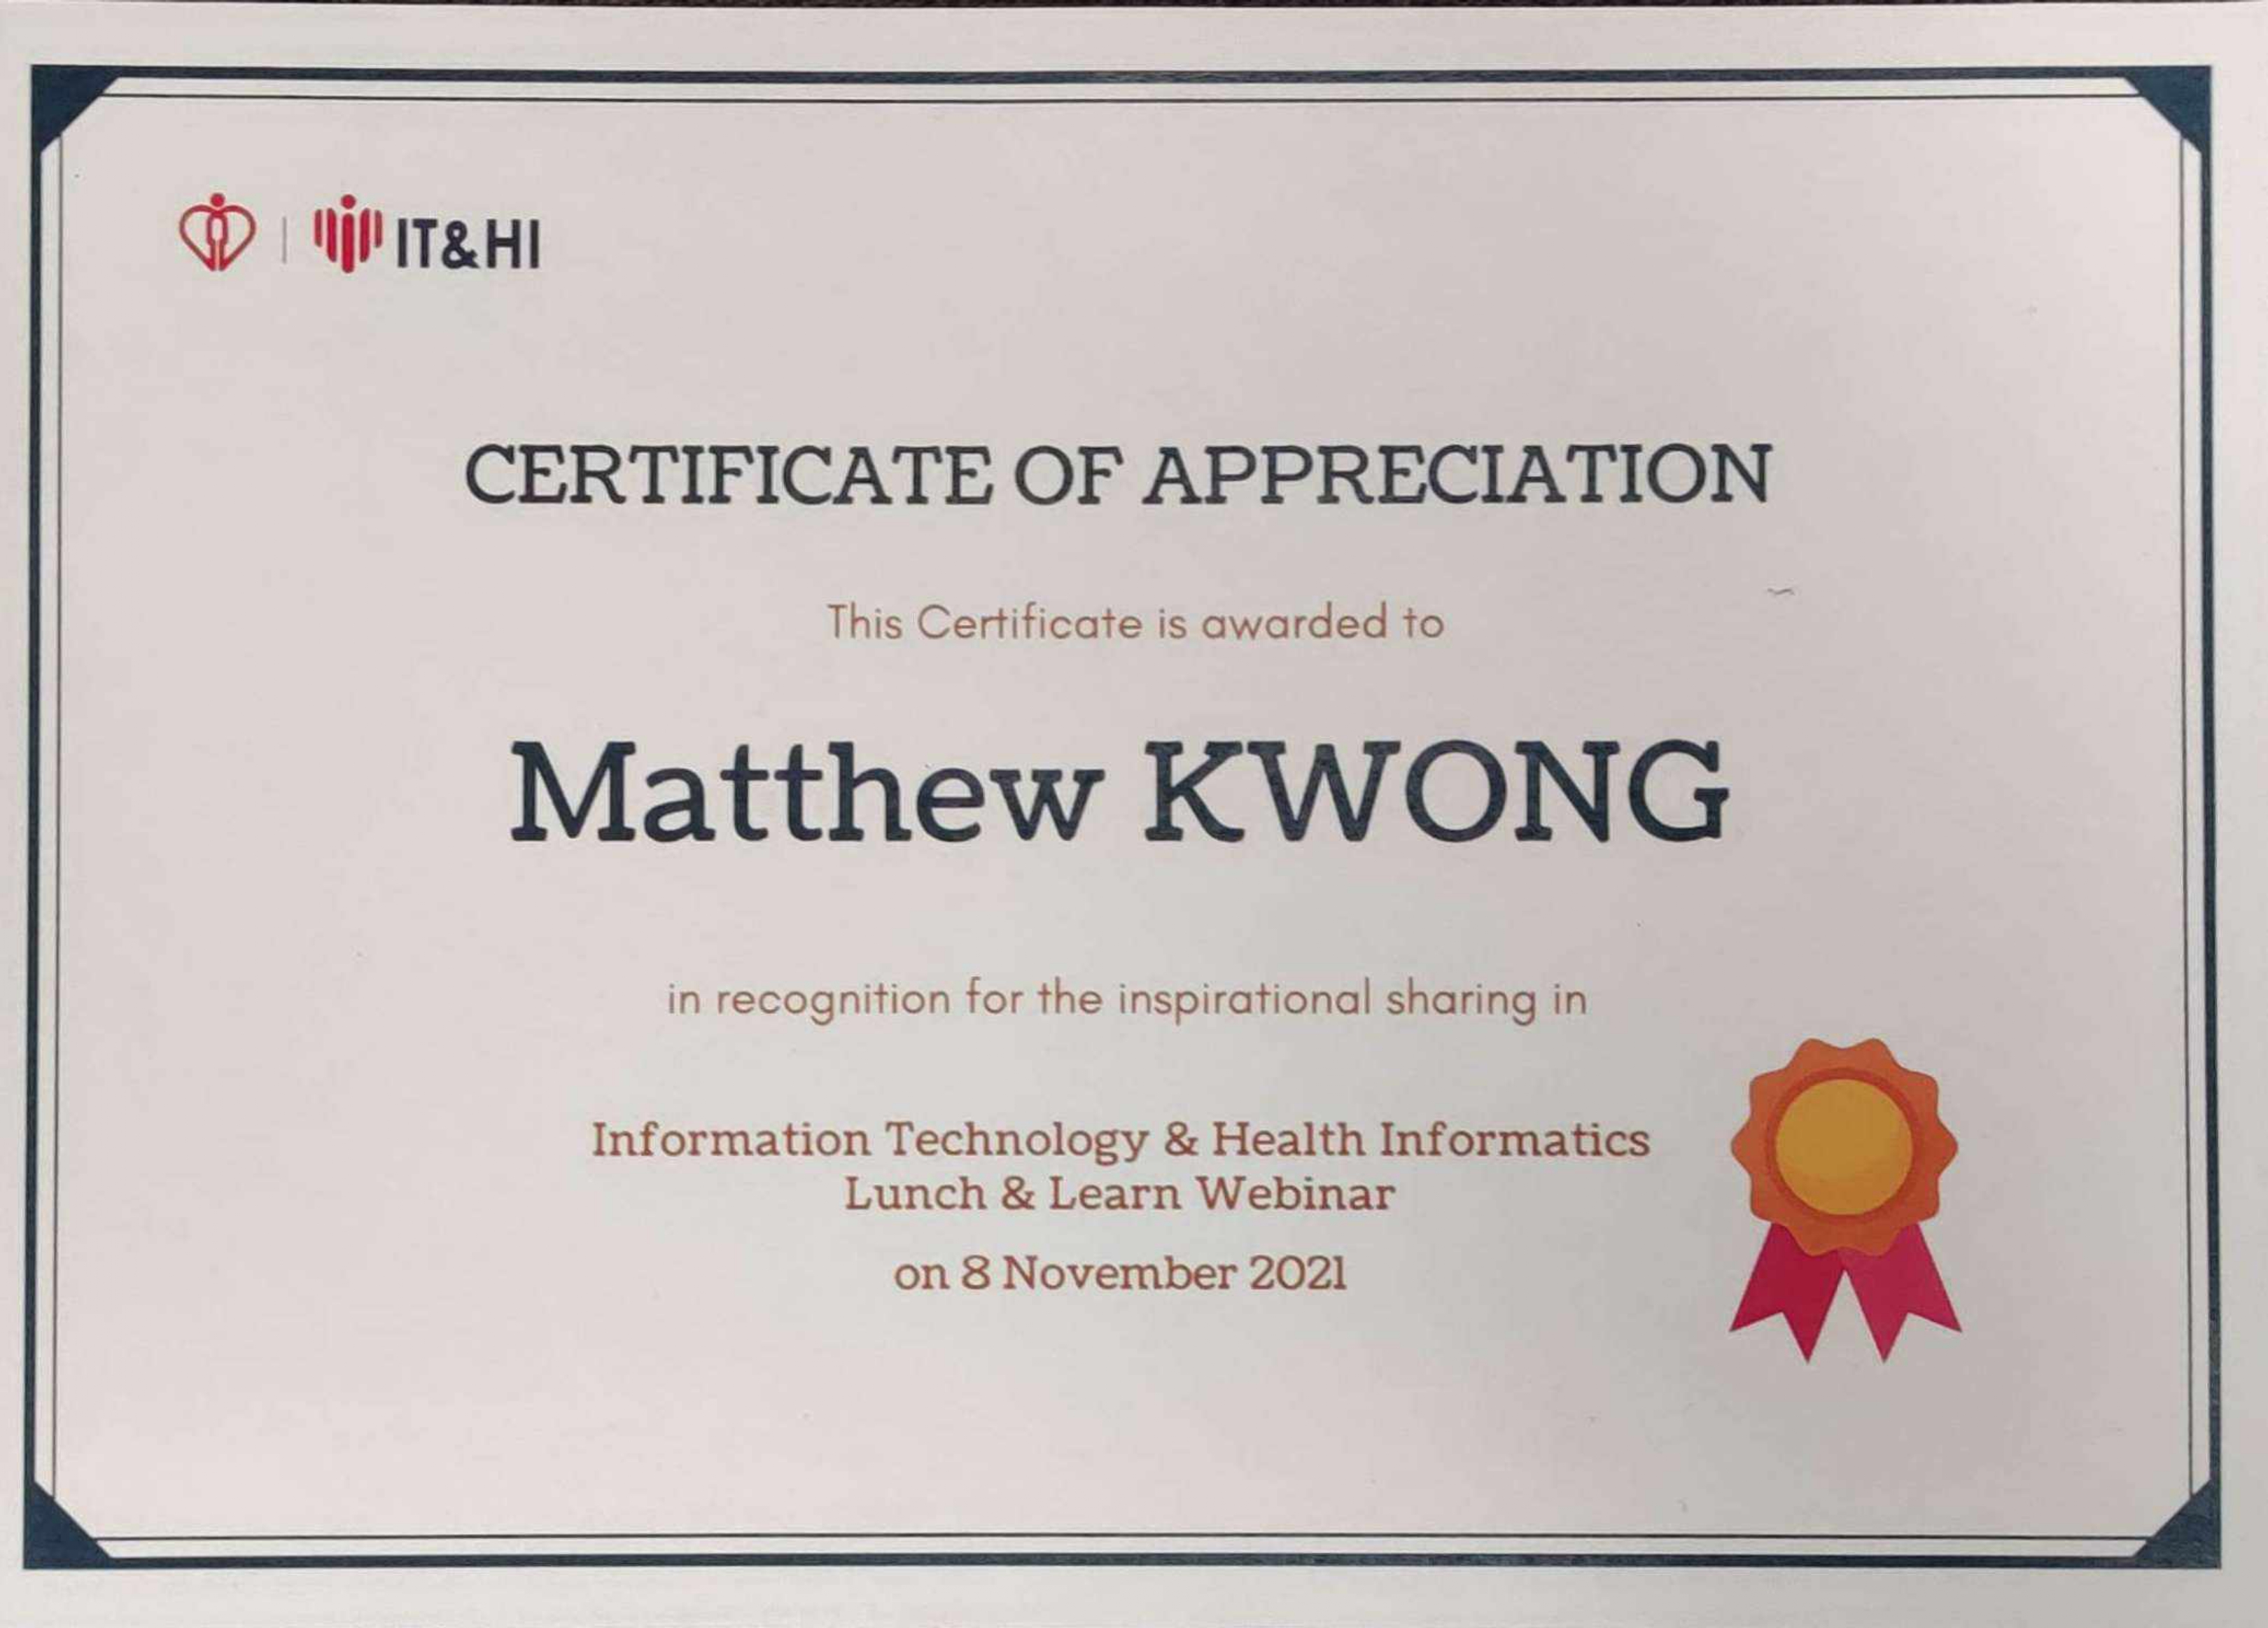 IT&HI
CERTIFICATE OF APPRECIATION
This Certificate is awarded to
Matthew KWONG
in recognition for the inspirational sharing in
Information Technology & Health Informatics
Lunch & Learn Webinar
on 8 November 2021